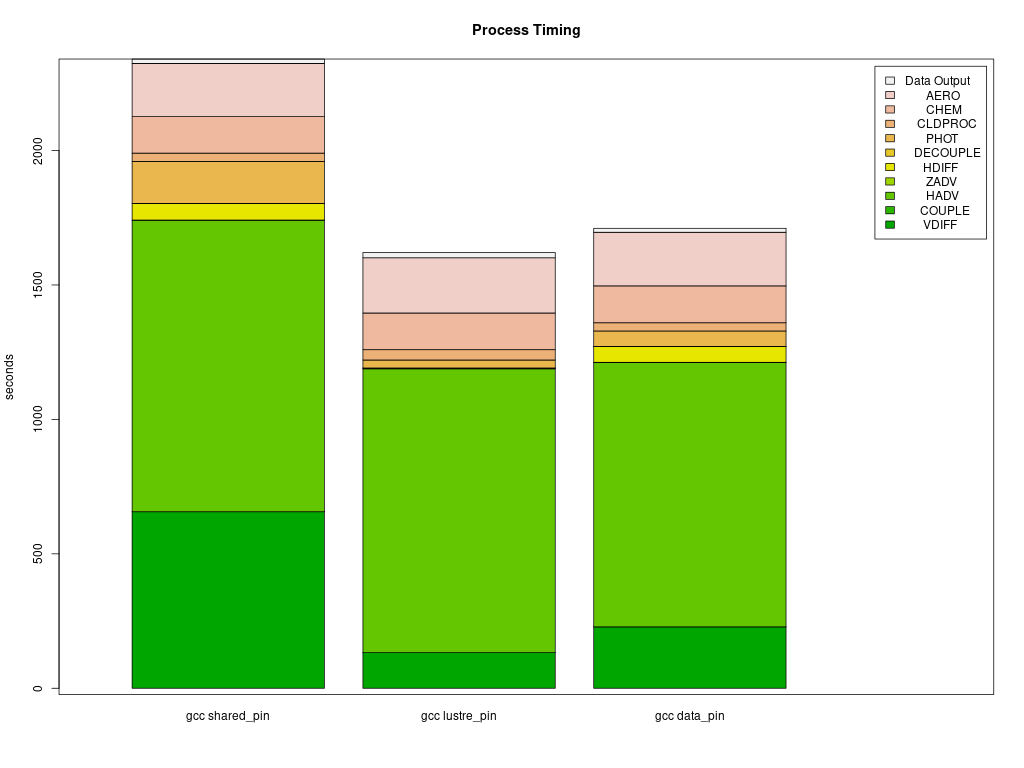 Process Timing
Data Output
AERO
CHEM
CLDPROC
PHOT
DECOUPLE
HDIFF
ZADV
HADV
COUPLE
VDIFF
seconds
2000
1500
1000
500
0
gcc shared_pin
gcc lustre_pin
gcc data_pin